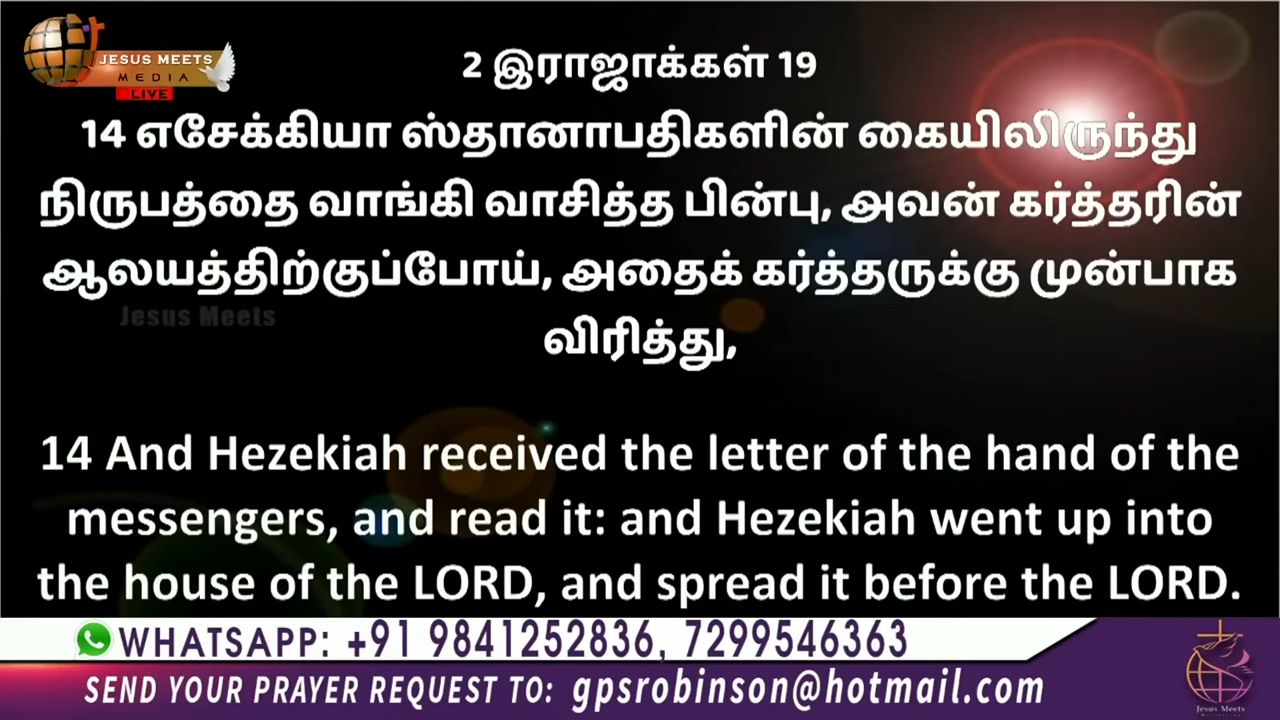 JESUS MEETS
MEDIA
LIVE
2 இராஜாக்கள் 19
14 எசேக்கியா ஸ்தானாபதிகளின் கையிலிருந்து
நிருபத்தை வாங்கி வாசித்த பின்பு, அவன் கர்த்தரின்
ஆலயத்திற்குப்போய், அதைக் கர்த்தருக்கு முன்பாக
Jesus Meets
விரித்து,
14 And Hezekiah received the letter of the hand of the
messengers, and read it: and Hezekiah went up into
the house of the LORD, and spread it before the LORD.
WHATSAPP: +91 9841252836, 7299546363
SEND YOUR PRAYER REQUEST TO: gpsrobinson@hotmail.com
Jesus Meets